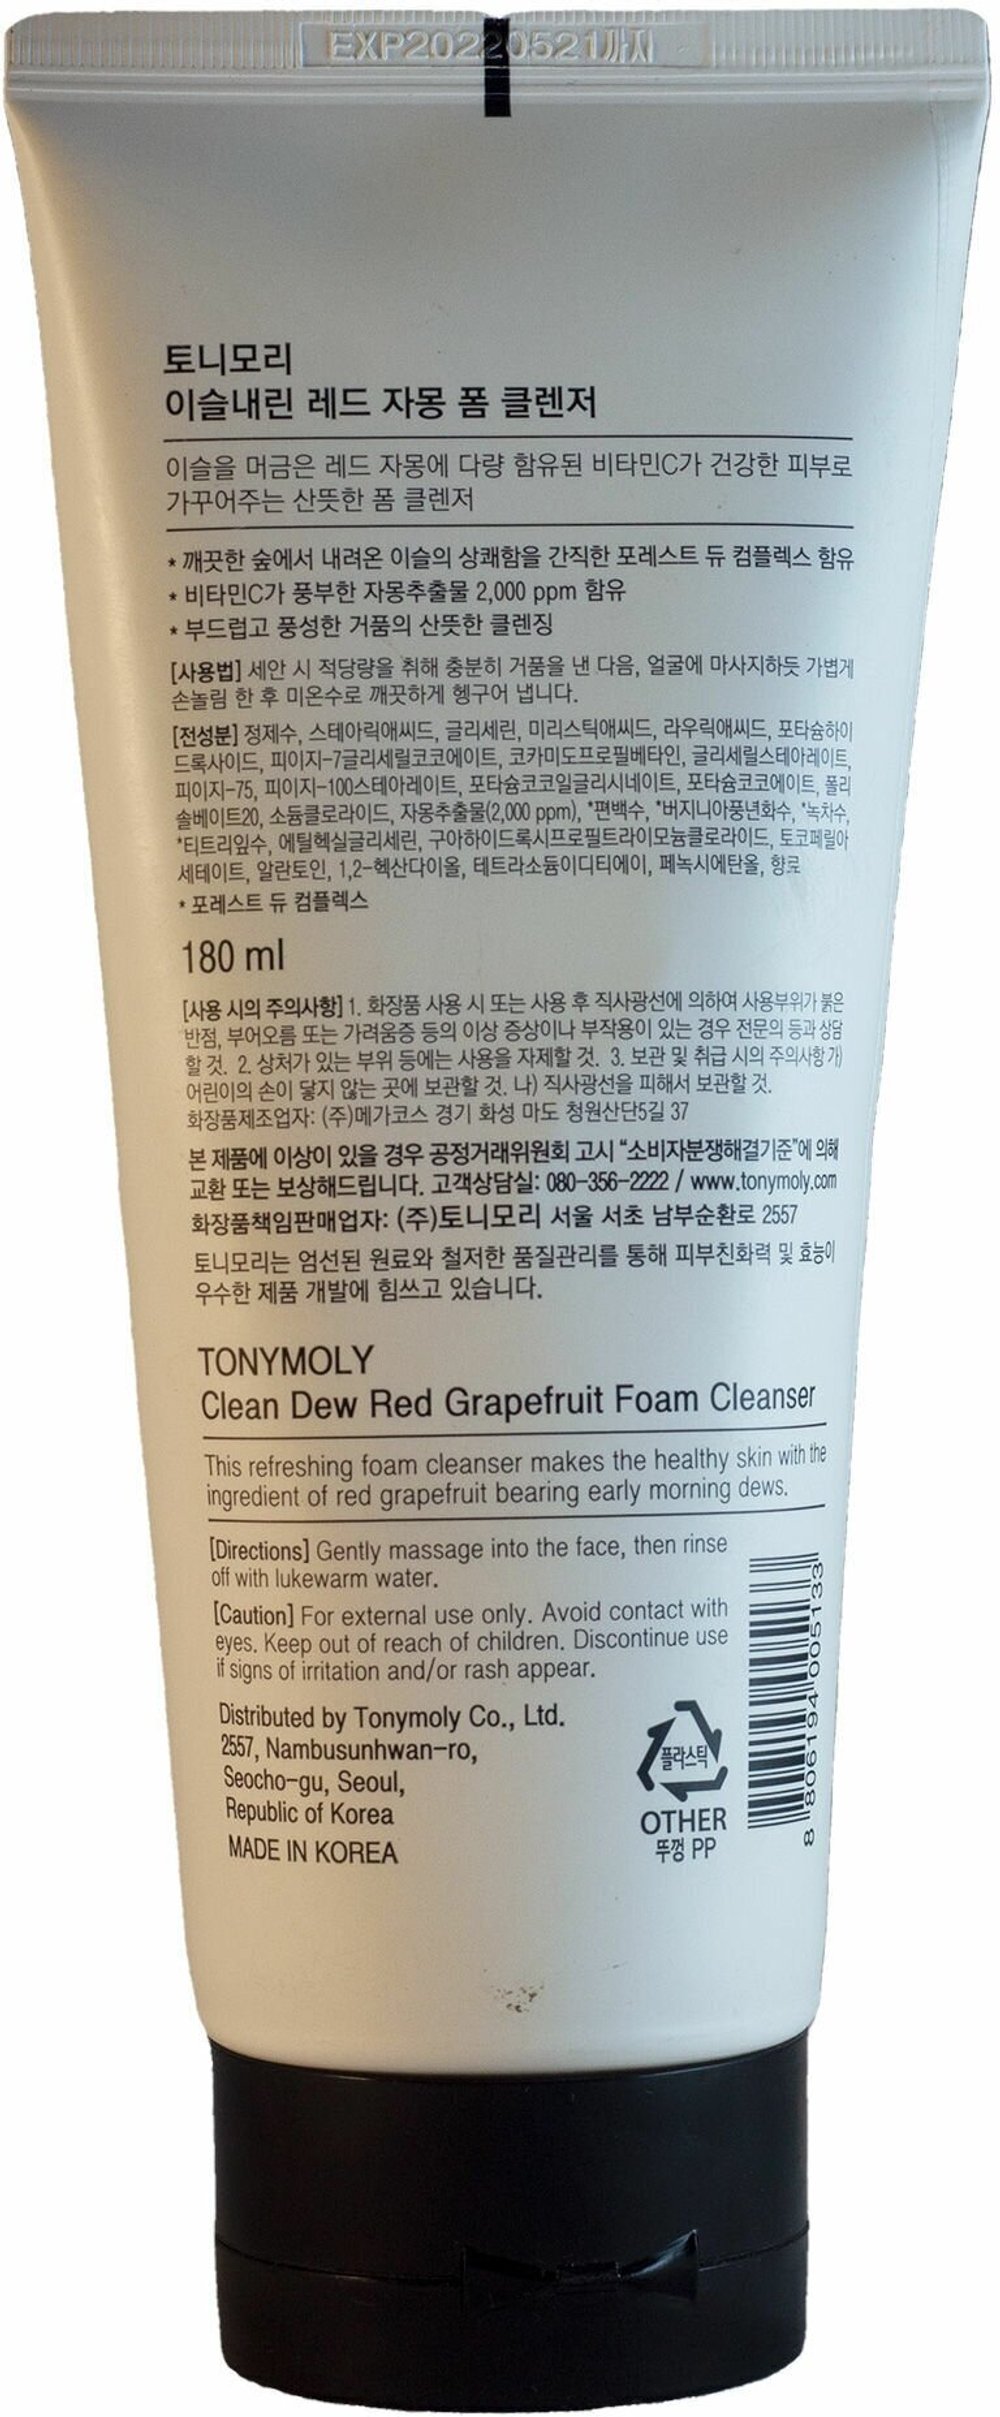 EXP20220521까지
토니모리
이슬내린 레드 자몽 폼 클렌저
이슬을 머금은 레드 자몽에 다량 함유된 비타민C가 건강한 피부로
가꾸어주는 산뜻한 폼 클렌저
* 깨끗한 숲에서 내려온 이슬의 상쾌함을 간직한 포레스트 듀 컴플렉스 함유
* 비타민C가 풍부한 자몽추출물 2,000 ppm 함유
* 부드럽고 풍성한 거품의 산뜻한 클렌징
[사용법] 세안 시 적당량을 취해 충분히 거품을 낸 다음, 얼굴에 마사지하듯 가볍게
손놀림 한 후 미온수로 깨끗하게 헹구어 냅니다.
[전성분] 정제수, 스테아릭애씨드, 글리세린, 미리스틱애씨드, 라우릭애씨드, 포타슘하이
드록사이드, 피이지-7글리세릴코코에이트, 코카미도프로필베타인, 글리세릴스테아레이트,
피이지-75, 피이지-100스테아레이트, 포타슘코코일글리시네이트, 포타슘코코에이트, 폴리
솔베이트20, 소듐클로라이드, 자몽추출물(2,000 ppm), *편백수, *버지니아풍년화수, *녹차수,
*티트리잎수, 에틸헥실글리세린, 구아하이드록시프로필트라이모늄클로라이드, 토코페릴아
세테이트, 알란토인, 1,2-헥산다이올, 테트라소듐이디티에이, 페녹시에탄올, 향료
* 포레스트 듀 컴플렉스
180 ml
[사용 시의 주의사항] 1. 화장품 사용 시 또는 사용 후 직사광선에 의하여 사용부위가 붉은
반점, 부어오름 또는 가려움증 등의 이상 증상이나 부작용이 있는 경우 전문의 등과 상담
할 것. 2. 상처가 있는 부위 등에는 사용을 자제할 것. 3. 보관 및 취급 시의 주의사항 가)
어린이의 손이 닿지 않는 곳에 보관할 것. 나) 직사광선을 피해서 보관할 것.
화장품제조업자: (주)메가코스 경기 화성 마도 청원산단5길 37
본 제품에 이상이 있을 경우 공정거래위원회 고시 “소비자분쟁해결기준”에 의해
교환 또는 보상해드립니다. 고객상담실: 080-356-2222 / www.tonymoly.com
화장품책임판매업자: (주)토니모리 서울 서초 남부순환로 2557
토니모리는 엄선된 원료와 철저한 품질관리를 통해 피부친화력 및 효능이
우수한 제품 개발에 힘쓰고 있습니다.
TONYMOLY
Clean Dew Red Grapefruit Foam Cleanser
This refreshing foam cleanser makes the healthy skin with the
ingredient of red grapefruit bearing early morning dews.
[Directions] Gently massage into the face, then rinse
off with lukewarm water.
[Caution] For external use only. Avoid contact with
eyes. Keep out of reach of children. Discontinue use
if signs of irritation and/or rash appear.
Distributed by Tonymoly Co., Ltd.
2557, Nambusunhwan-ro,
Seocho-gu, Seoul,
Republic of Korea
MADE IN KOREA
플라스틱
OTHER
뚜껑 PP
8 806194 005133